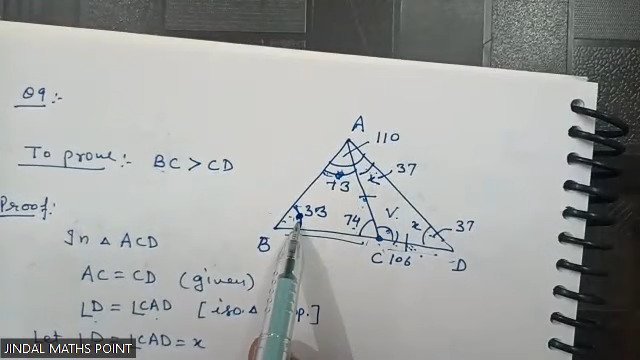 Q9:-
To prove:- BC > CD
Proof:
In △ ACD
AC = CD (given)
∠D = ∠CAD [iso. △ p.]
Let ∠D = ∠CAD = x
A
110
37
73
x
33
74
x
37
B
C
106
D
JINDAL MATHS POINT